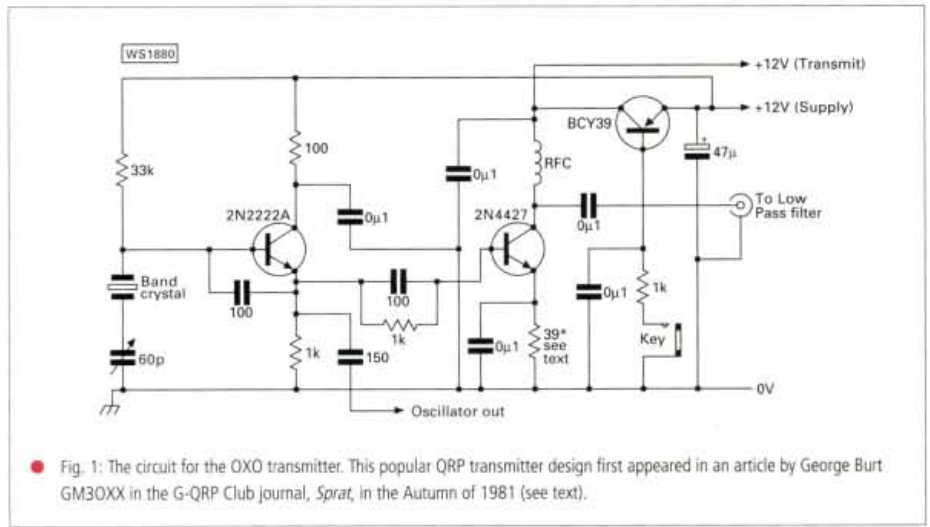 WS1880
+12V (Transmit)
+12V (Supply)
BCY39
+
47µ
100
0µ1
RFC
33k
To Low
Pass filter
2N2222A
0µ1
2N4427
0µ1
Band
crystal
100
100
1k
0µ1
1k
39*
see
text
Key
60p
1k
150
0µ1
0V
Oscillator out
Fig. 1: The circuit for the OXO transmitter. This popular QRP transmitter design first appeared in an article by George Burt
GM3OXX in the G-QRP Club journal, Sprat, in the Autumn of 1981 (see text).